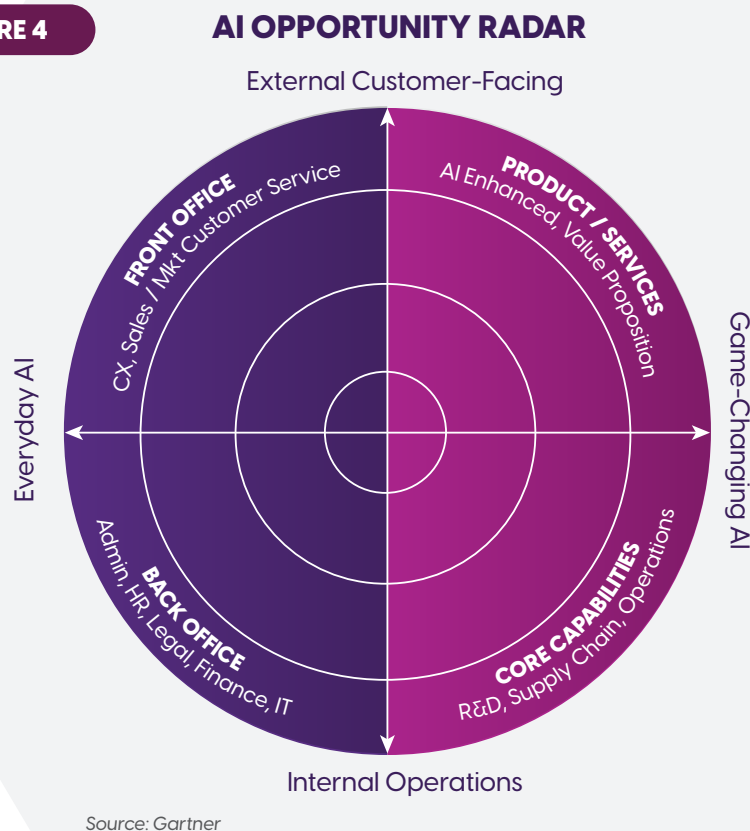 RE 4
AI OPPORTUNITY RADAR
External Customer-Facing
FRONT OFFICE
CX, Sales / Mkt Customer Service
PRODUCT / SERVICES
AI Enhanced, Value Proposition
Everyday AI
Game-Changing AI
BACK OFFICE
Admin, HR, Legal, Finance, IT
CORE CAPABILITIES
R&D, Supply Chain, Operations
Internal Operations
Source: Gartner